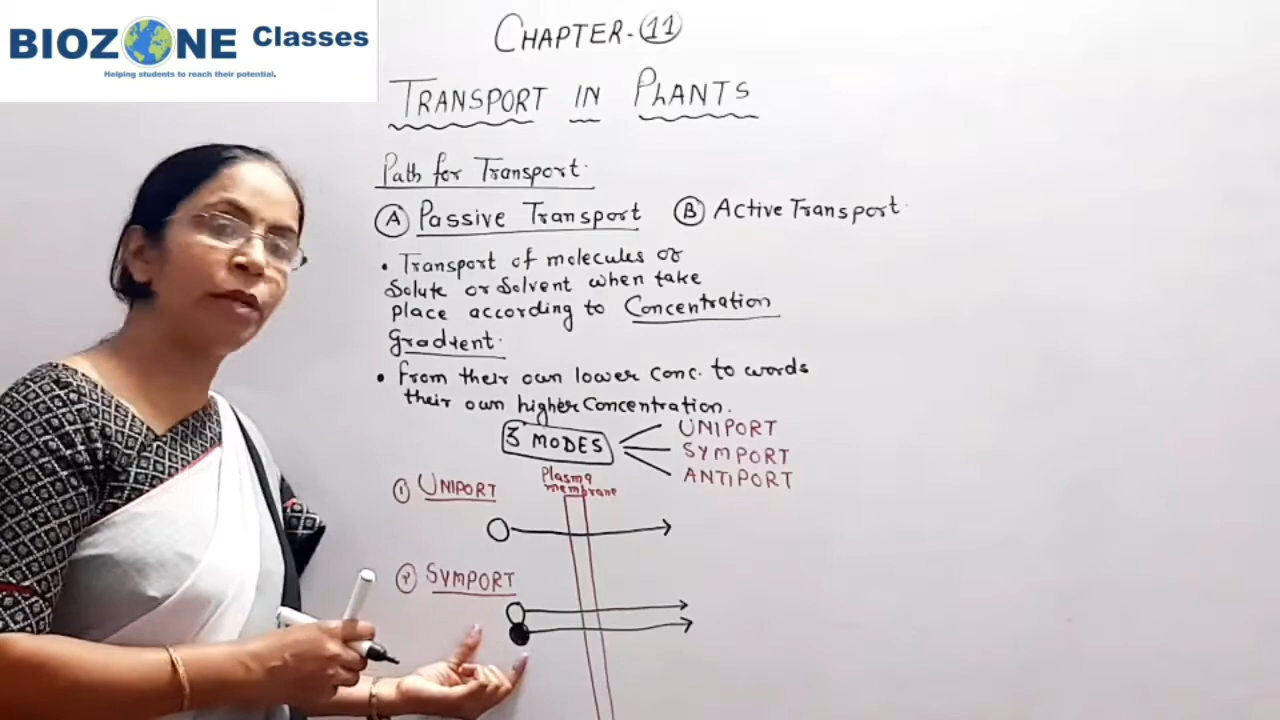 BIOZONE Classes
Helping students to reach their potential.
CHAPTER-11
TRANSPORT IN PLANTS
Path for Transport.
A Passive Transport
B Active Transport.
• Transport of molecules or
Solute or Solvent when take
place according to Concentration
gradient.
• From their own lower Conc. to words
their own higher Concentration.
3 MODES
UNIPORT
SYMPORT
ANTIPORT
1 UNIPORT
Plasma
membrane
2 SYMPORT